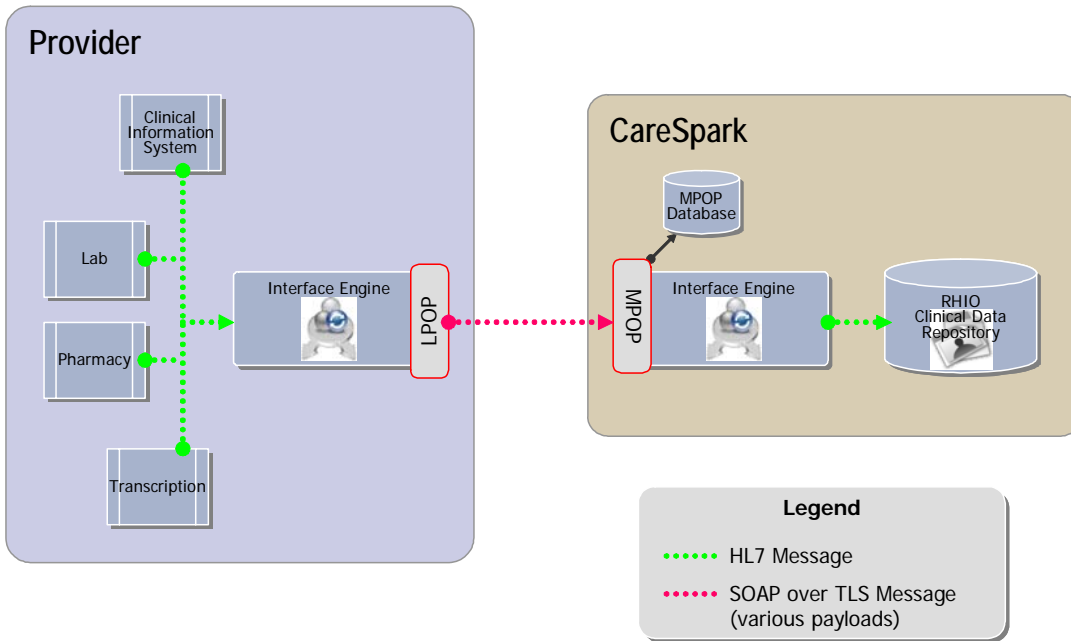 Provider
Clinical
Information
System
Lab
Pharmacy
Transcription
Interface Engine
LPOP
CareSpark
MPOP
Database
MPOP
Interface Engine
RHIO
Clinical Data
Repository
Legend
HL7 Message
SOAP over TLS Message
(various payloads)